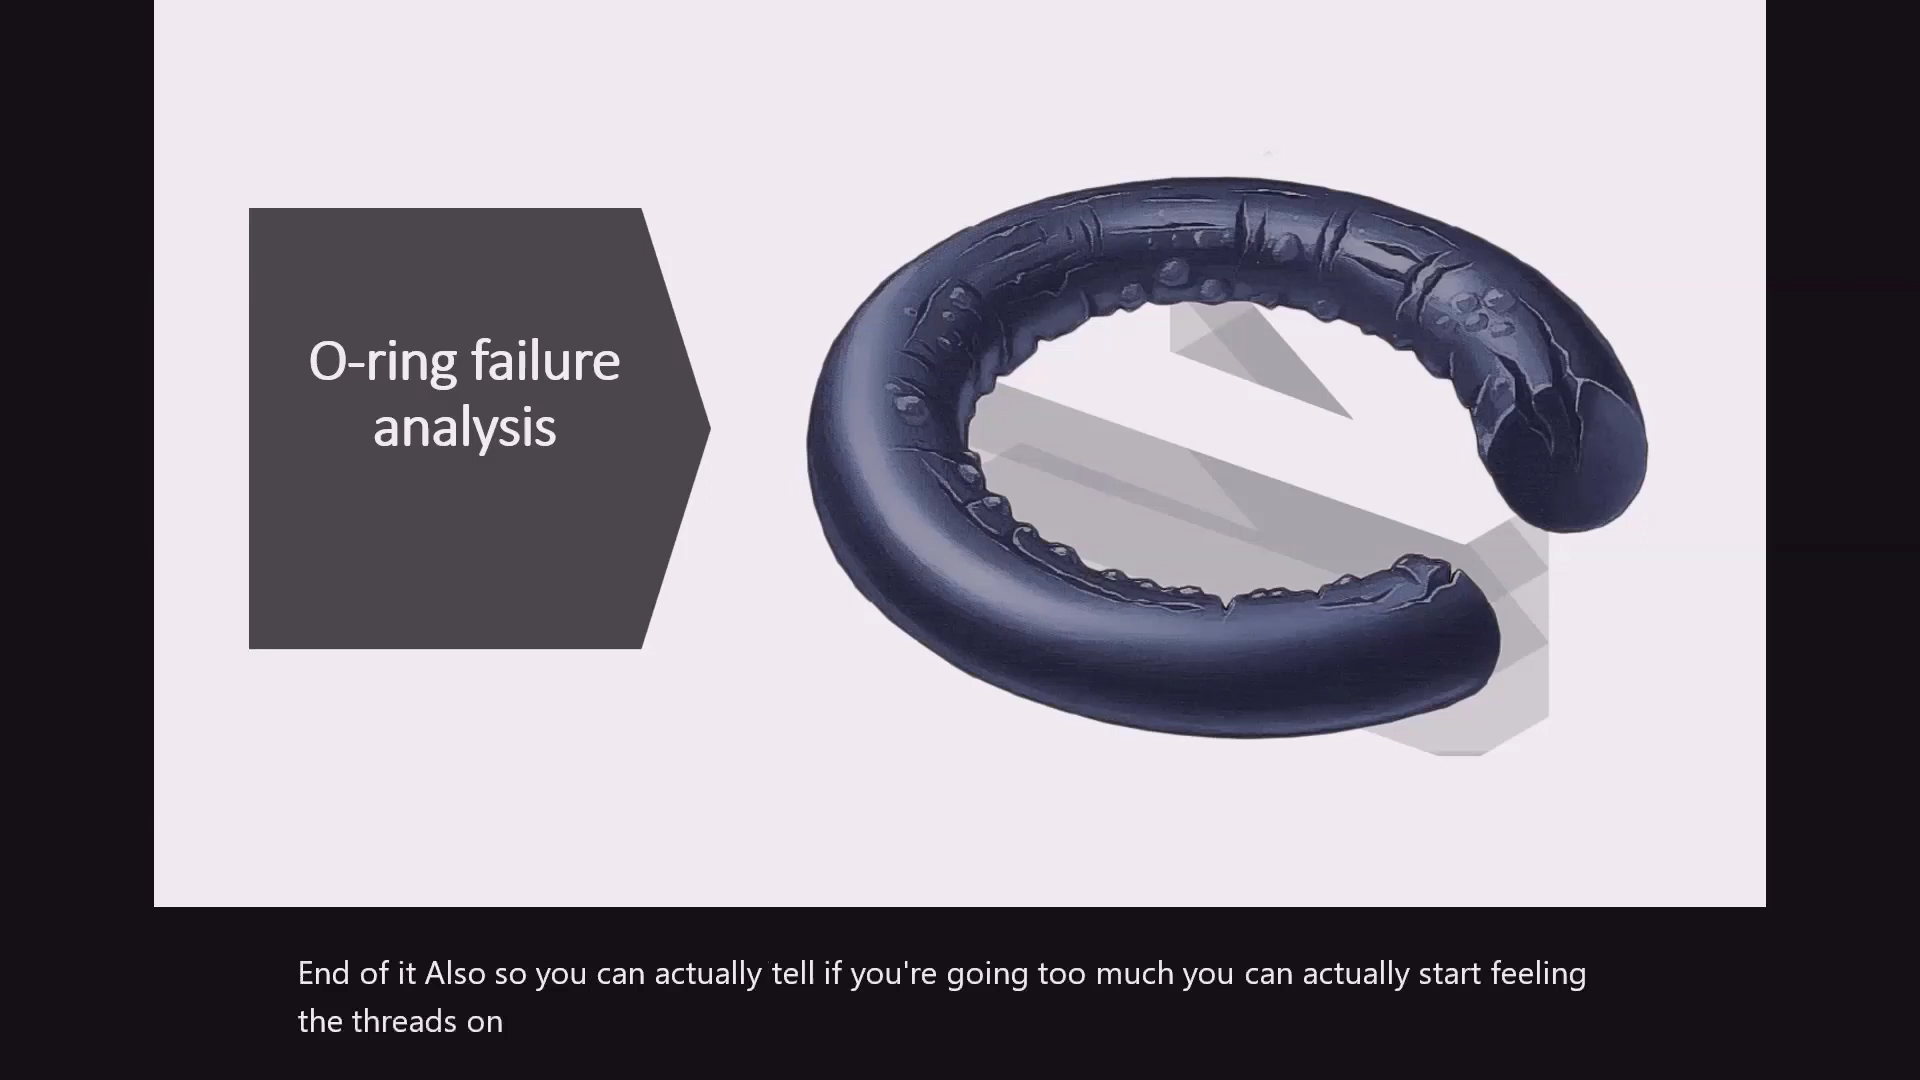 O-ring failure
analysis
End of it Also so you can actually tell if you're going too much you can actually start feeling
the threads on